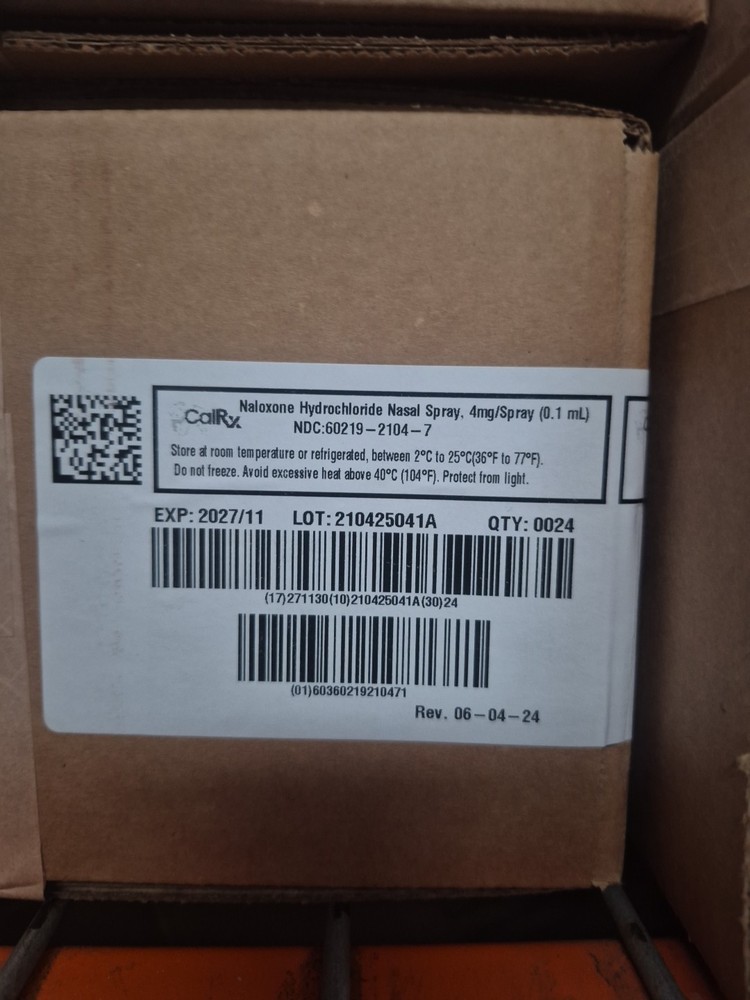 CalRx
Naloxone Hydrochloride Nasal Spray, 4mg/Spray (0.1 mL)
NDC:60219-2104-7
Store at room temperature or refrigerated, between 2°C to 25°C(36°F to 77°F).
Do not freeze. Avoid excessive heat above 40°C (104°F). Protect from light.
EXP: 2027/11 LOT: 210425041A QTY: 0024
(17)271130(10)210425041A(30)24
(01)60360219210471
Rev. 06-04-24